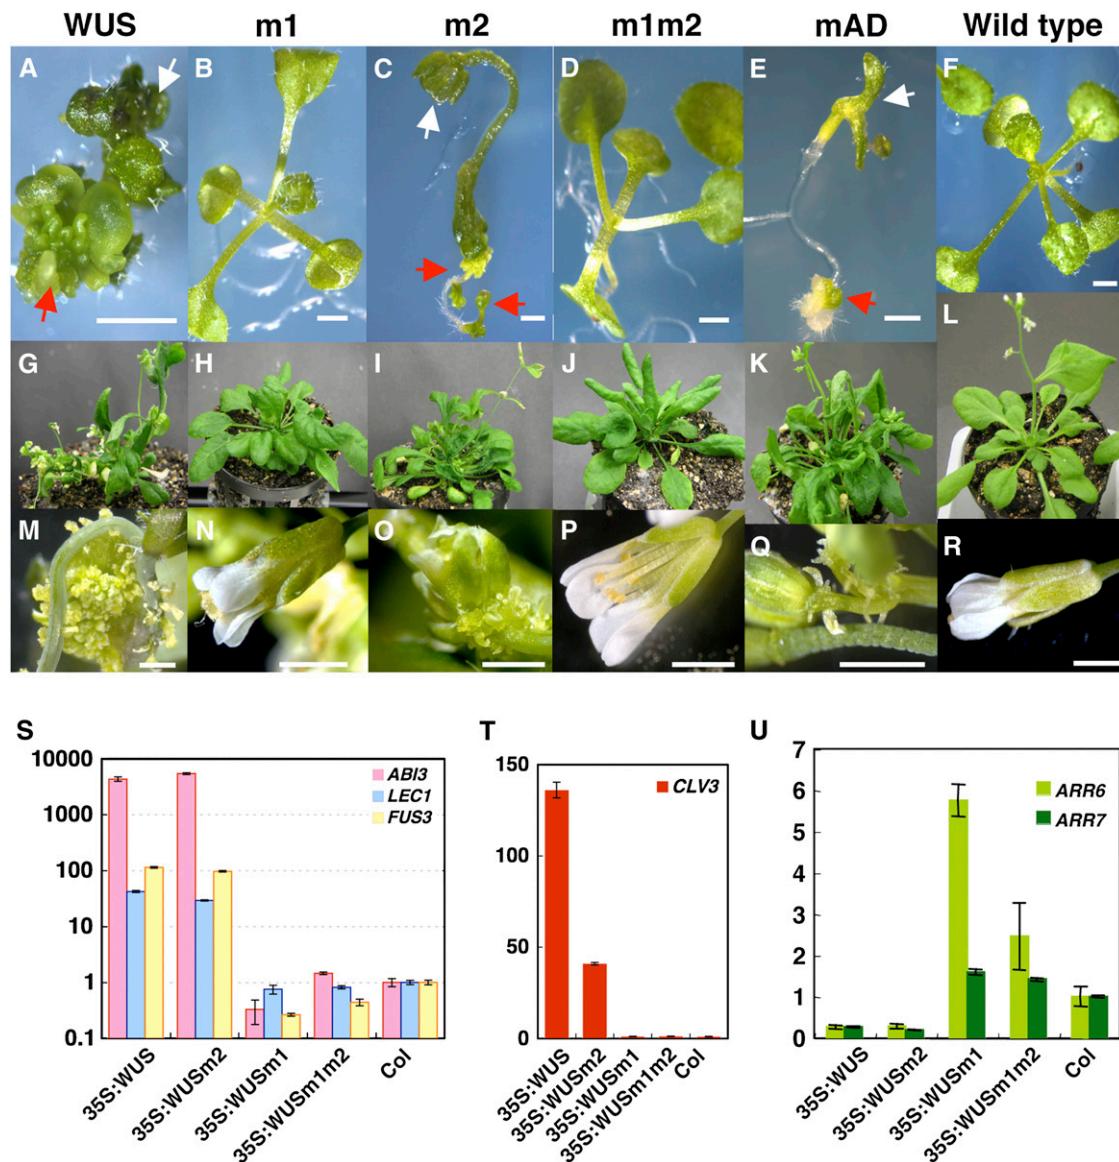 WUS m1 m2 m1m2 mAD Wild type
A B C D E F
G H I J K L
M N O P Q R
S T U
10000
1000
100
10
1
0.1
ABI3
LEC1
FUS3
35S:WUS
35S:WUSm2
35S:WUSm1
35S:WUSm1m2
Col
150
100
50
0
CLV3
35S:WUS
35S:WUSm2
35S:WUSm1
35S:WUSm1m2
Col
7
6
5
4
3
2
1
0
ARR6
ARR7
35S:WUS
35S:WUSm2
35S:WUSm1
35S:WUSm1m2
Col